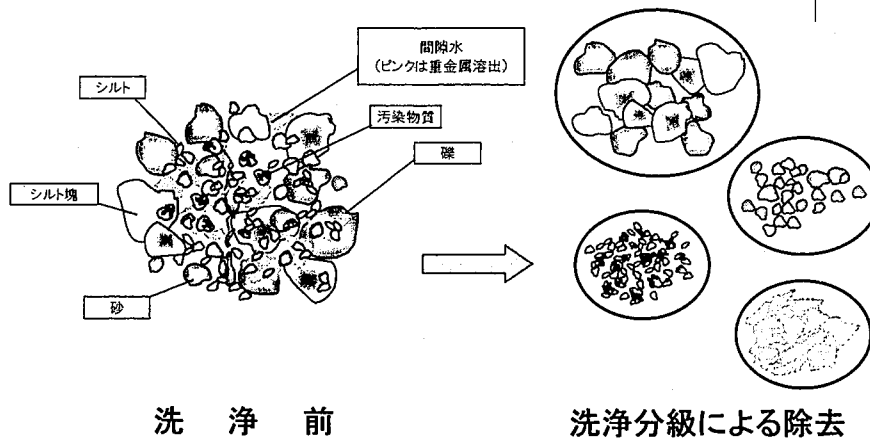 間隙水
(ピンクは重金属溶出)
シルト
汚染物質
礫
シルト塊
砂
洗 浄 前
洗浄分級による除去